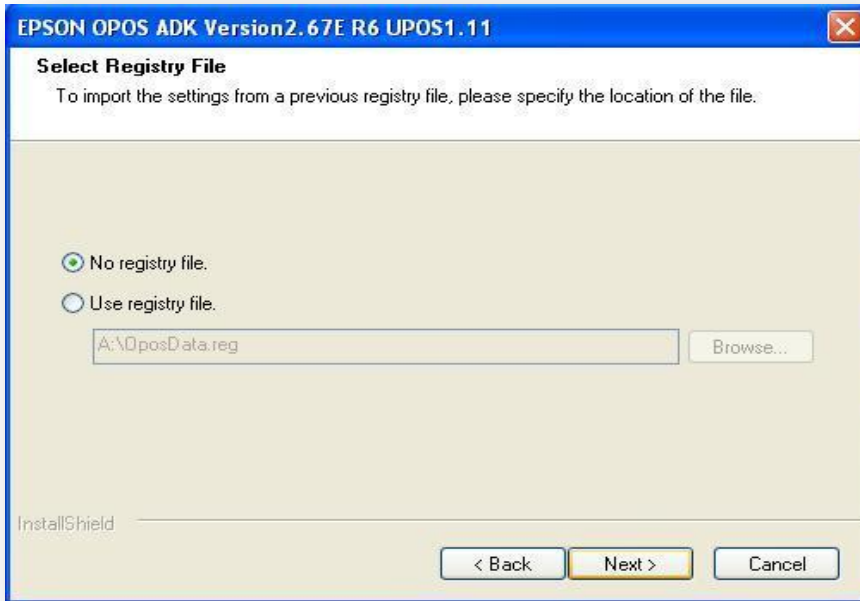 EPSON OPOS ADK Version2.67E R6 UPOS1.11
Select Registry File
To import the settings from a previous registry file, please specify the location of the file.
No registry file.
Use registry file.
A:\OposData.reg
Browse...
InstallShield
< Back
Next >
Cancel